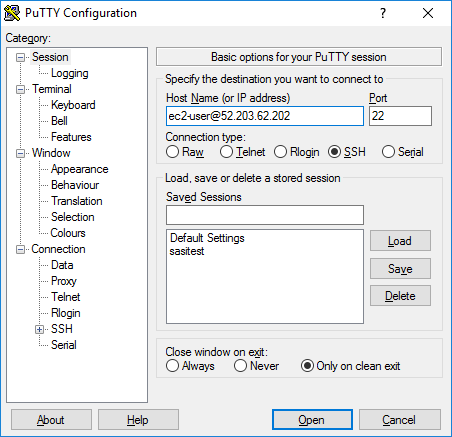 PuTTY Configuration
Category:
Session
Logging
Terminal
Keyboard
Bell
Features
Window
Appearance
Behaviour
Translation
Selection
Colours
Connection
Data
Proxy
Telnet
Rlogin
SSH
Serial
Basic options for your PuTTY session
Specify the destination you want to connect to
Host Name (or IP address) Port
ec2-user@52.203.62.202 22
Connection type:
Raw Telnet Rlogin SSH Serial
Load, save or delete a stored session
Saved Sessions
Default Settings
sasitest
Load
Save
Delete
Close window on exit:
Always Never Only on clean exit
About Help Open Cancel